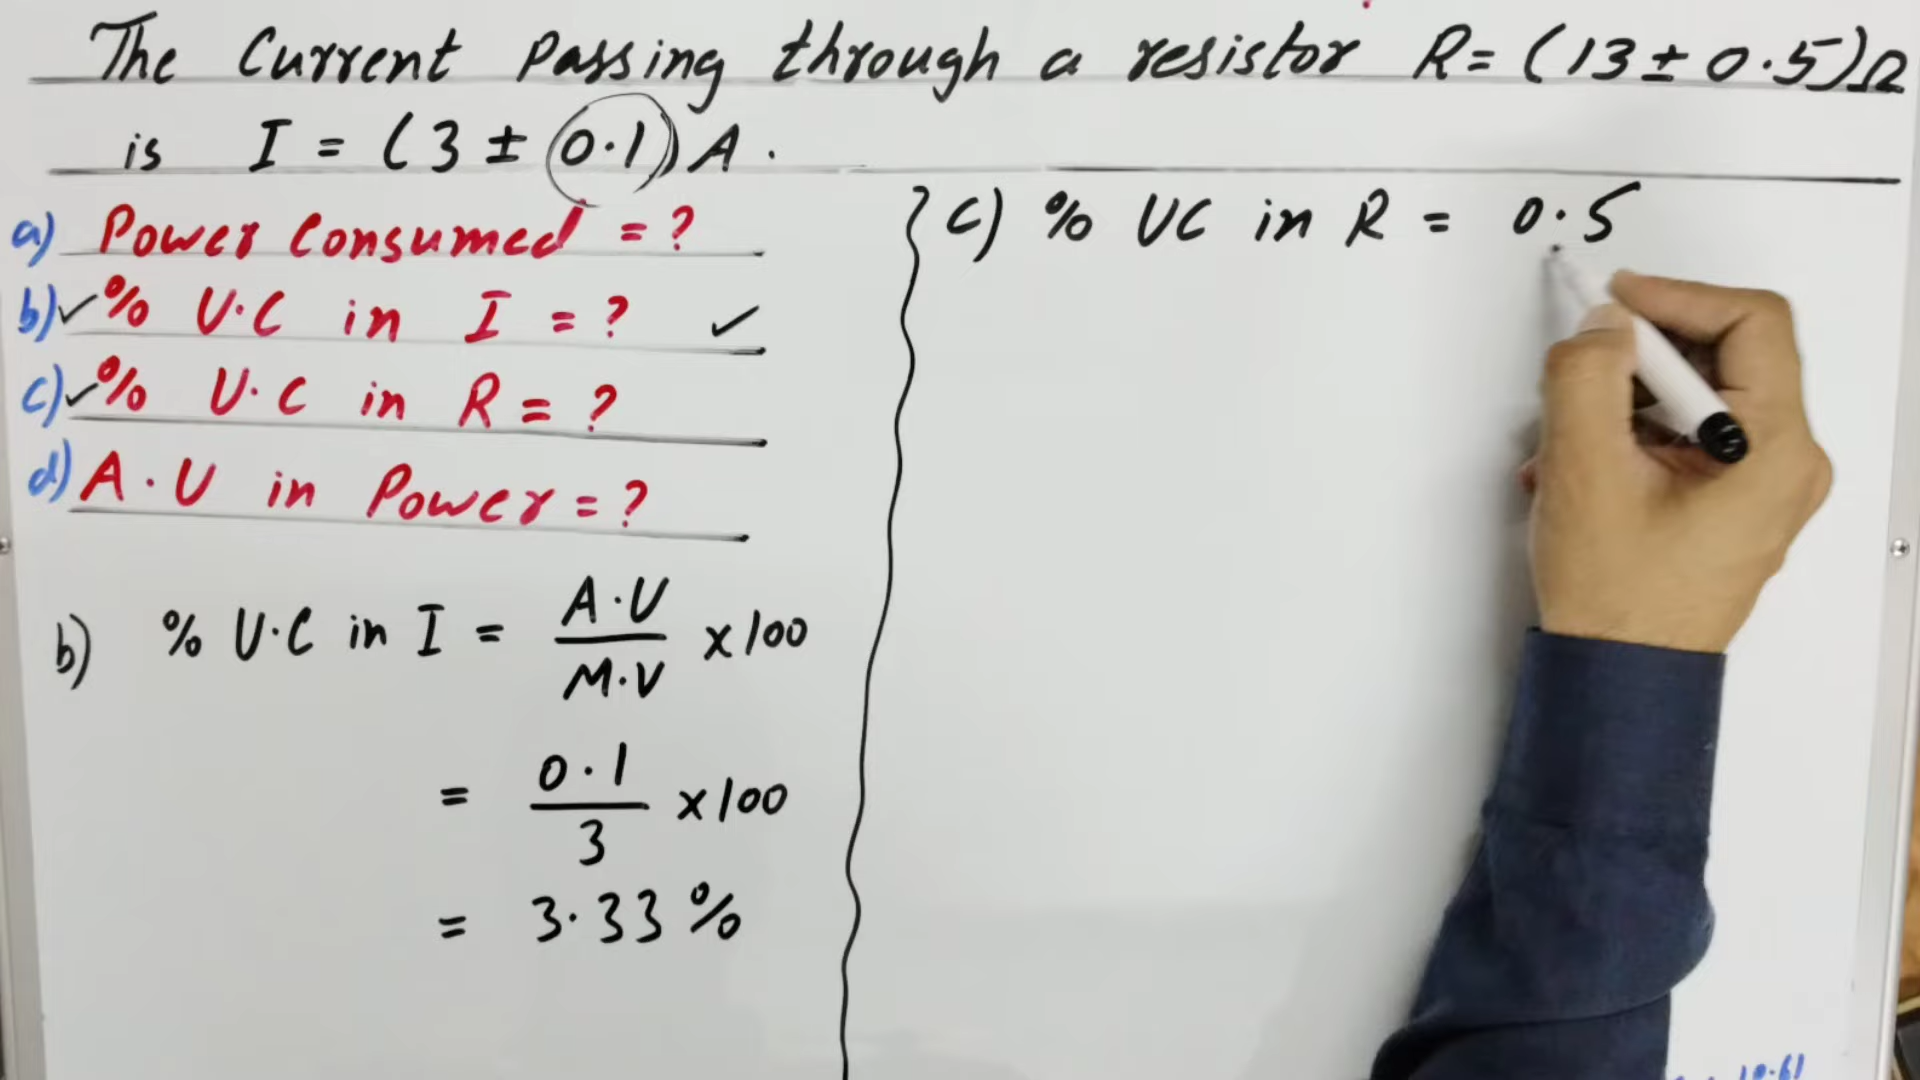 The Current Passing through a resistor R= (13 ± 0.5)Ω
is I = (3 ± 0.1) A.
a) Power Consumed = ?
b) ✓ % U.C in I = ? ✓
c) ✓ % U.C in R = ?
d) A.U in Power = ?
b) % U.C in I = A.U / M.V x 100
= 0.1 / 3 x 100
= 3.33 %
C) % UC in R = 0.5